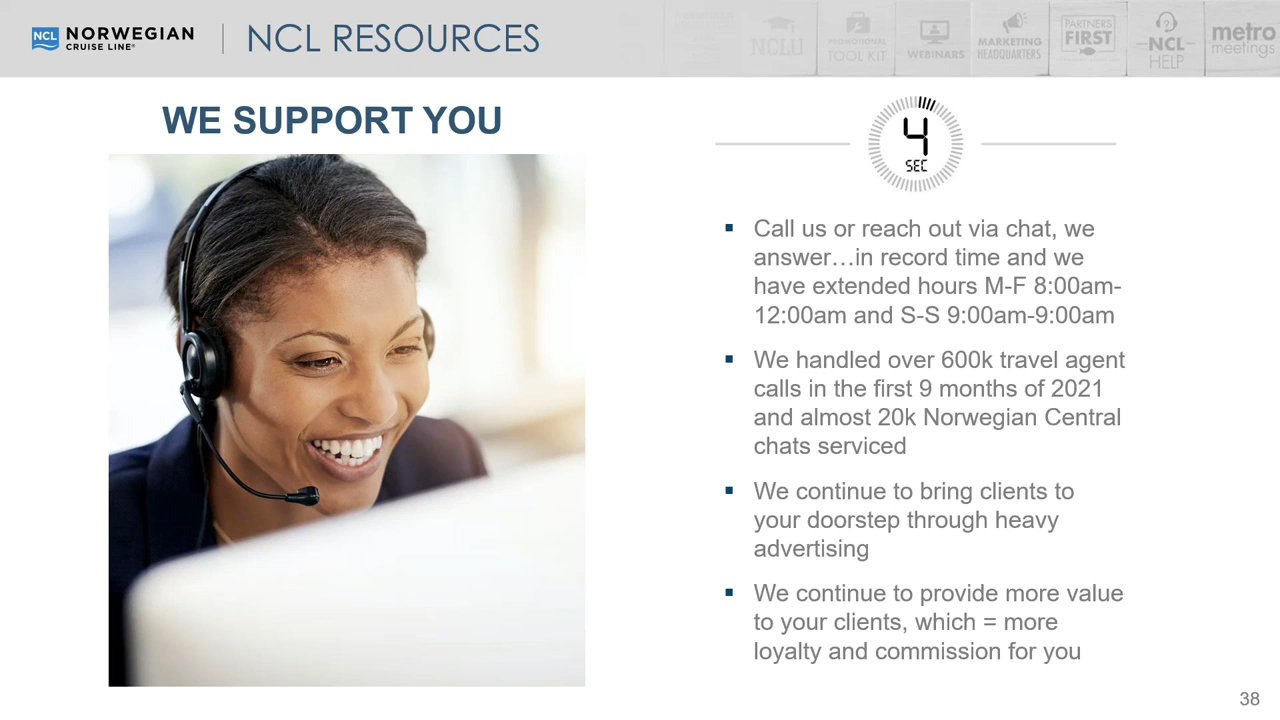 NCL NORWEGIAN
CRUISE LINE®
NCL RESOURCES
NCLU
PROMOTIONAL
TOOL KIT
WEBINARS
MARKETING
HEADQUARTERS
PARTNERS
FIRST
NCL
HELP
metro
meetings
WE SUPPORT YOU
4
SEC
▪ Call us or reach out via chat, we
answer…in record time and we
have extended hours M-F 8:00am-
12:00am and S-S 9:00am-9:00am
▪ We handled over 600k travel agent
calls in the first 9 months of 2021
and almost 20k Norwegian Central
chats serviced
▪ We continue to bring clients to
your doorstep through heavy
advertising
▪ We continue to provide more value
to your clients, which = more
loyalty and commission for you
38